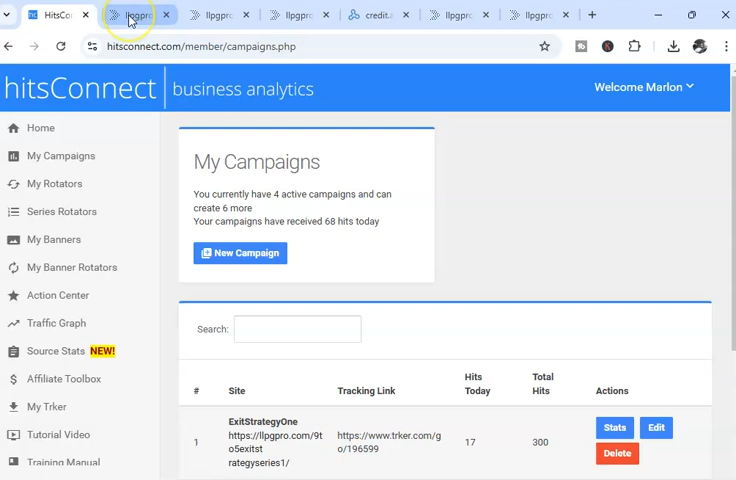 HitsCo
llpgpro
llpgpro
llpgpro
credit.a
llpgpro
llpgpro
hitsconnect.com/member/campaigns.php
hitsConnect business analytics
Welcome Marlon
Home
My Campaigns
My Rotators
Series Rotators
My Banners
My Banner Rotators
Action Center
Traffic Graph
Source Stats NEW!
Affiliate Toolbox
My Trker
Tutorial Video
Training Manual
My Campaigns
You currently have 4 active campaigns and can
create 6 more
Your campaigns have received 68 hits today
New Campaign
Search:
# Site Tracking Link Hits Today Total Hits Actions
1
ExitStrategyOne
https://llpgpro.com/9t
o5exitst
rategyseries1/
https://www.trker.com/g
o/196599
17
300
Stats
Edit
Delete